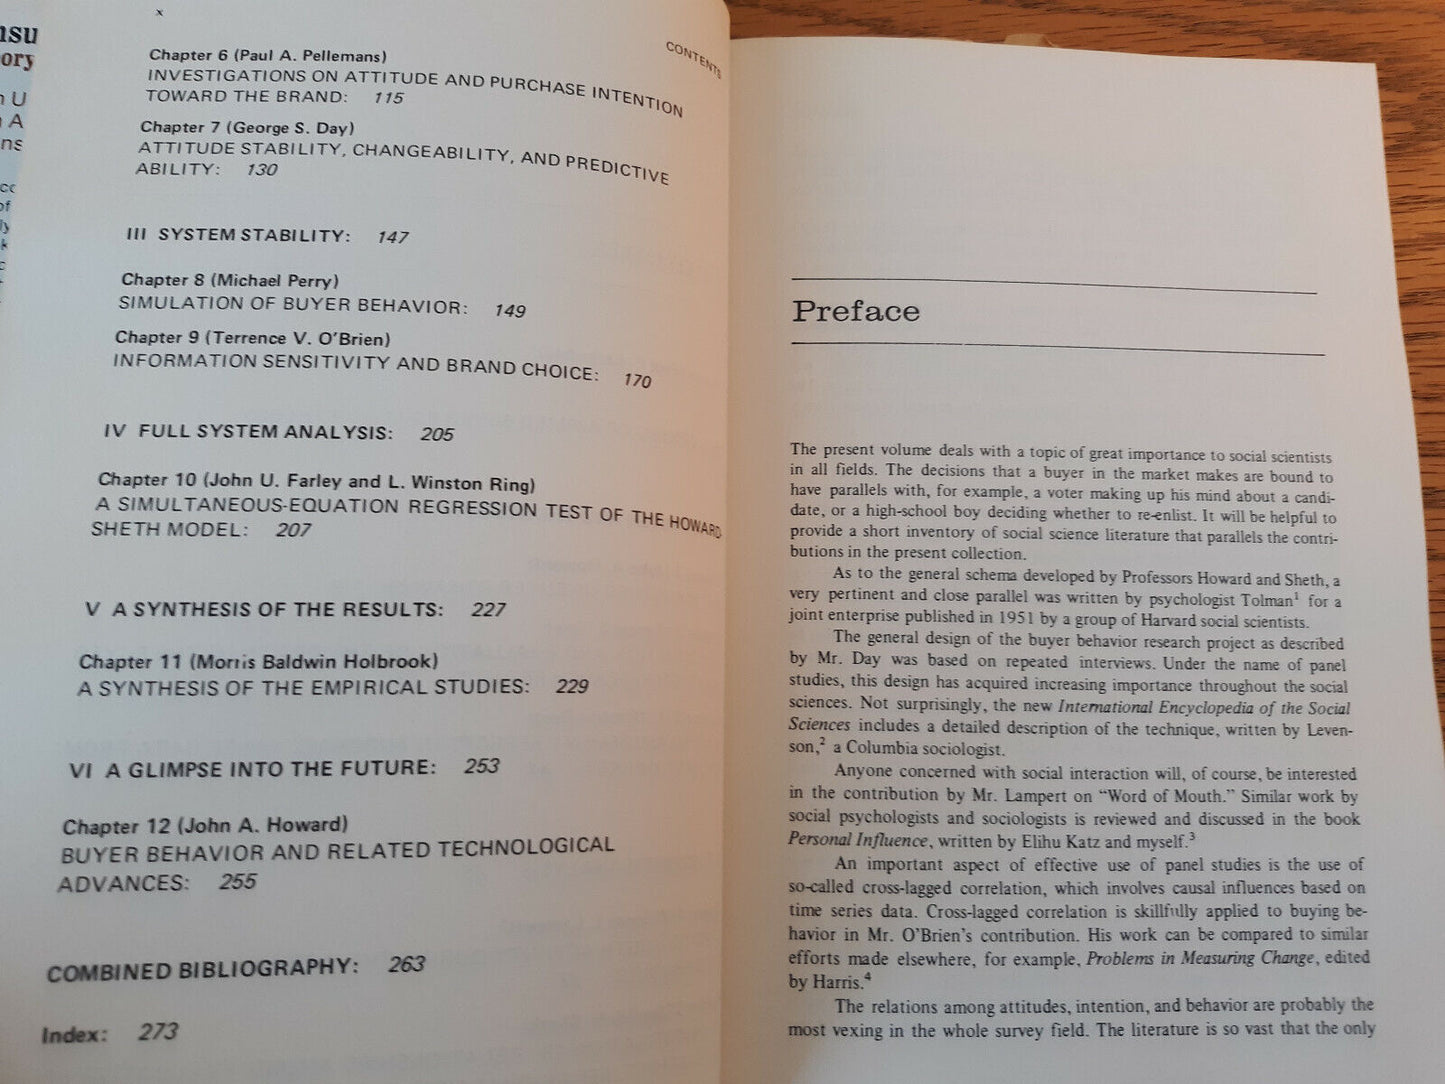 x
CONTENTS
Chapter 6 (Paul A. Pellemans)
INVESTIGATIONS ON ATTITUDE AND PURCHASE INTENTION
TOWARD THE BRAND: 115
Chapter 7 (George S. Day)
ATTITUDE STABILITY, CHANGEABILITY, AND PREDICTIVE
ABILITY: 130
III SYSTEM STABILITY: 147
Chapter 8 (Michael Perry)
SIMULATION OF BUYER BEHAVIOR: 149
Chapter 9 (Terrence V. O'Brien)
INFORMATION SENSITIVITY AND BRAND CHOICE: 170
IV FULL SYSTEM ANALYSIS: 205
Chapter 10 (John U. Farley and L. Winston Ring)
A SIMULTANEOUS-EQUATION REGRESSION TEST OF THE HOWARD
SHETH MODEL: 207
V A SYNTHESIS OF THE RESULTS: 227
Chapter 11 (Morris Baldwin Holbrook)
A SYNTHESIS OF THE EMPIRICAL STUDIES: 229
VI A GLIMPSE INTO THE FUTURE: 253
Chapter 12 (John A. Howard)
BUYER BEHAVIOR AND RELATED TECHNOLOGICAL
ADVANCES: 255
COMBINED BIBLIOGRAPHY: 263
Index: 273
Preface
The present volume deals with a topic of great importance to social scientists
in all fields. The decisions that a buyer in the market makes are bound to
have parallels with, for example, a voter making up his mind about a candi-
date, or a high-school boy deciding whether to re-enlist. It will be helpful to
provide a short inventory of social science literature that parallels the contri-
butions in the present collection.
As to the general schema developed by Professors Howard and Sheth, a
very pertinent and close parallel was written by psychologist Tolman¹ for a
joint enterprise published in 1951 by a group of Harvard social scientists.
The general design of the buyer behavior research project as described
by Mr. Day was based on repeated interviews. Under the name of panel
studies, this design has acquired increasing importance throughout the social
sciences. Not surprisingly, the new International Encyclopedia of the Social
Sciences includes a detailed description of the technique, written by Leven-
son,² a Columbia sociologist.
Anyone concerned with social interaction will, of course, be interested
in the contribution by Mr. Lampert on "Word of Mouth." Similar work by
social psychologists and sociologists is reviewed and discussed in the book
Personal Influence, written by Elihu Katz and myself.³
An important aspect of effective use of panel studies is the use of
so-called cross-lagged correlation, which involves causal influences based on
time series data. Cross-lagged correlation is skillfully applied to buying be-
havior in Mr. O'Brien's contribution. His work can be compared to similar
efforts made elsewhere, for example, Problems in Measuring Change, edited
by Harris.⁴
The relations among attitudes, intention, and behavior are probably the
most vexing in the whole survey field. The literature is so vast that the only